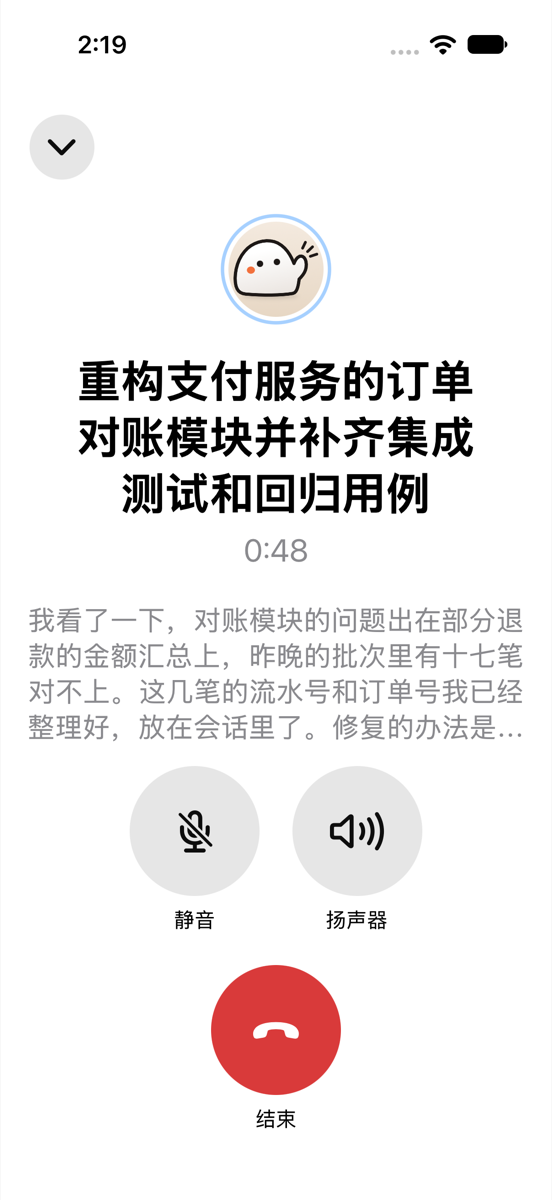 2:19
重构支付服务的订单
对账模块并补齐集成
测试和回归用例
0:48
我看了一下，对账模块的问题出在部分退
款的金额汇总上，昨晚的批次里有十七笔
对不上。这几笔的流水号和订单号我已经
整理好，放在会话里了。修复的办法是...
静音
扬声器
结束